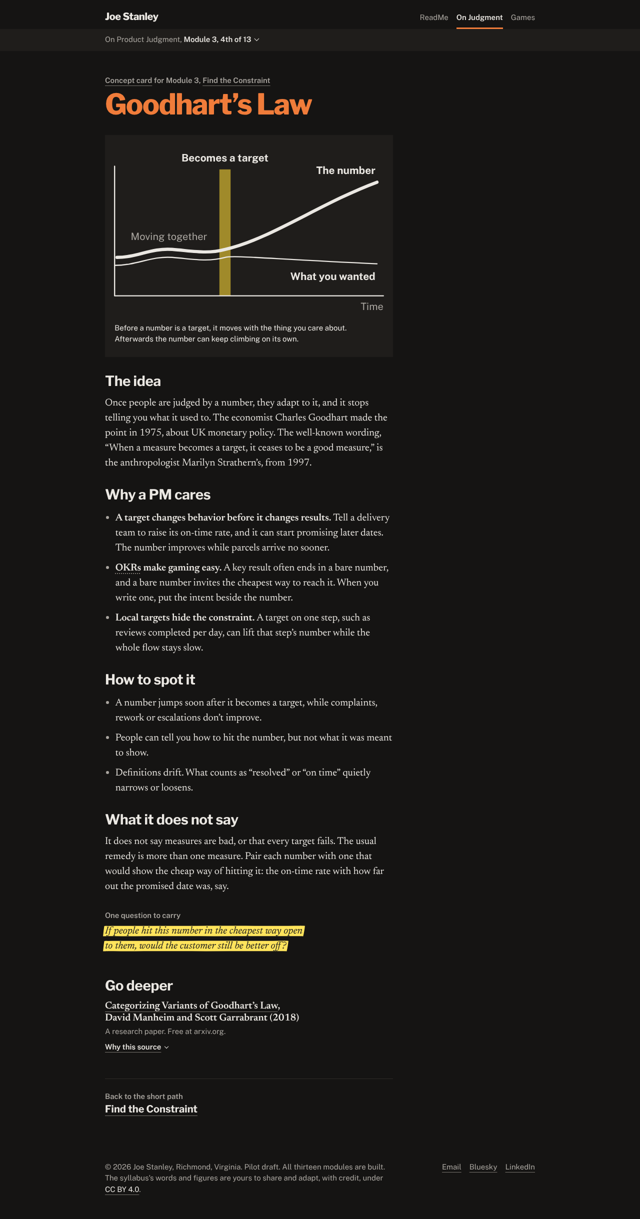 Joe Stanley
ReadMe On Judgment Games
On Product Judgment, Module 3, 4th of 13
Concept card for Module 3, Find the Constraint
Goodhart’s Law
Becomes a target
The number
Moving together
What you wanted
Time
Before a number is a target, it moves with the thing you care about.
Afterwards the number can keep climbing on its own.
The idea
Once people are judged by a number, they adapt to it, and it stops
telling you what it used to. The economist Charles Goodhart made the
point in 1975, about UK monetary policy. The well-known wording,
“When a measure becomes a target, it ceases to be a good measure,” is
the anthropologist Marilyn Strathern’s, from 1997.
Why a PM cares
• A target changes behavior before it changes results. Tell a delivery
team to raise its on-time rate, and it can start promising later dates.
The number improves while parcels arrive no sooner.
• OKRs make gaming easy. A key result often ends in a bare number,
and a bare number invites the cheapest way to reach it. When you
write one, put the intent beside the number.
• Local targets hide the constraint. A target on one step, such as
reviews completed per day, can lift that step’s number while the
whole flow stays slow.
How to spot it
• A number jumps soon after it becomes a target, while complaints,
rework or escalations don’t improve.
• People can tell you how to hit the number, but not what it was meant
to show.
• Definitions drift. What counts as “resolved” or “on time” quietly
narrows or loosens.
What it does not say
It does not say measures are bad, or that every target fails. The usual
remedy is more than one measure. Pair each number with one that
would show the cheap way of hitting it: the on-time rate with how far
out the promised date was, say.
One question to carry
If people hit this number in the cheapest way open
to them, would the customer still be better off?
Go deeper
Categorizing Variants of Goodhart’s Law,
David Manheim and Scott Garrabrant (2018)
A research paper. Free at arxiv.org.
Why this source
Back to the short path
Find the Constraint
© 2026 Joe Stanley, Richmond, Virginia. Pilot draft. All thirteen modules are built.
The syllabus’s words and figures are yours to share and adapt, with credit, under
CC BY 4.0.
Email Bluesky LinkedIn